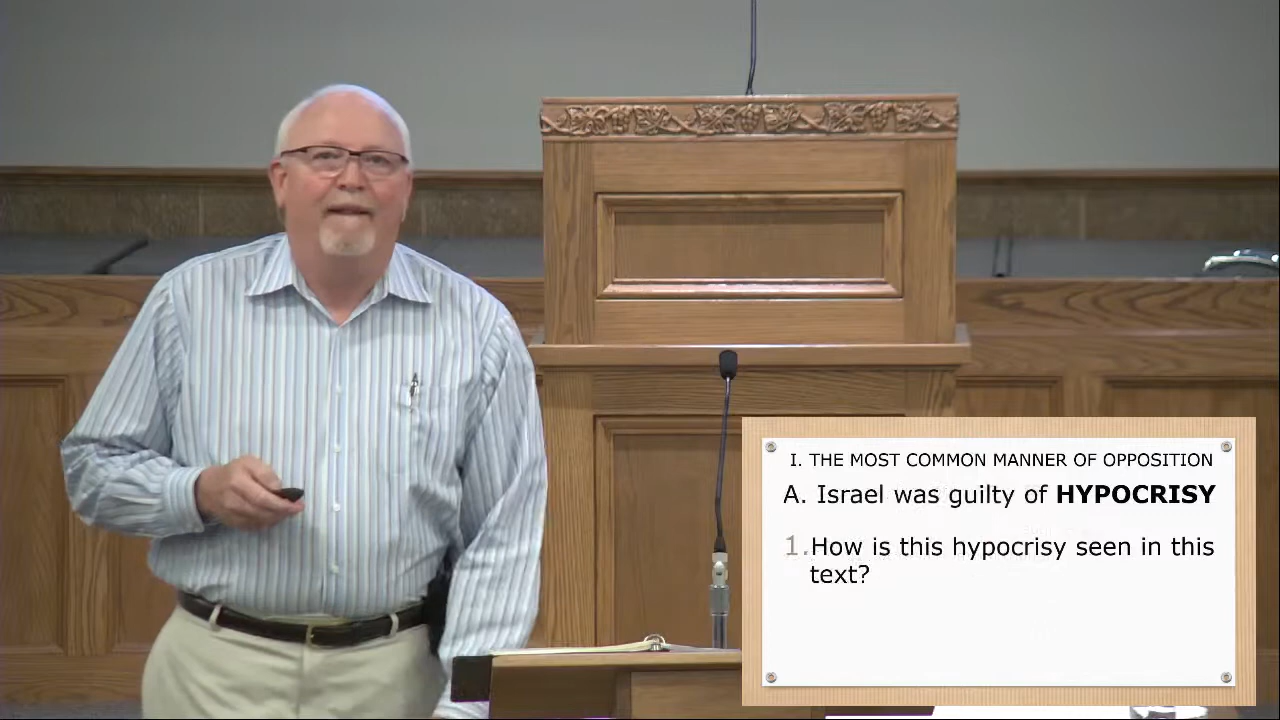 I. THE MOST COMMON MANNER OF OPPOSITION
A. Israel was guilty of HYPOCRISY
1. How is this hypocrisy seen in this
text?